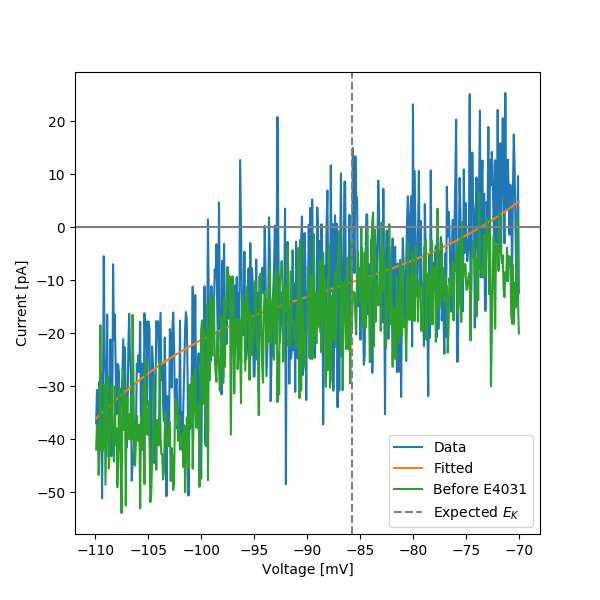 20
10
0
−10
−20
−30
−40
−50
Current [pA]
−110 −105 −100 −95 −90 −85 −80 −75 −70
Voltage [mV]
Data
Fitted
Before E4031
Expected E_K